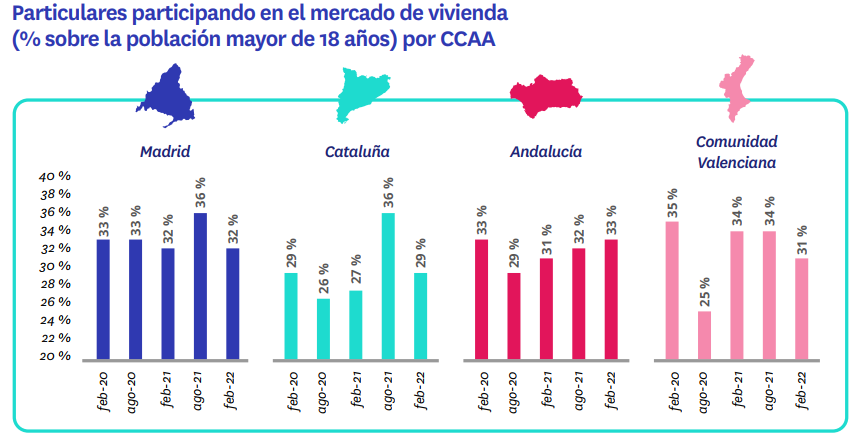 Particulares participando en el mercado de vivienda
(% sobre la población mayor de 18 años) por CCAA
Madrid
Cataluña
Andalucía
Comunidad
Valenciana
40 %
38 %
36 %
34 %
32 %
30 %
28 %
26 %
24 %
22 %
20 %
33 %
33 %
32 %
36 %
32 %
29 %
26 %
27 %
36 %
29 %
33 %
29 %
31 %
32 %
33 %
35 %
25 %
34 %
34 %
31 %
feb-20
ago-20
feb-21
ago-21
feb-22
feb-20
ago-20
feb-21
ago-21
feb-22
feb-20
ago-20
feb-21
ago-21
feb-22
feb-20
ago-20
feb-21
ago-21
feb-22